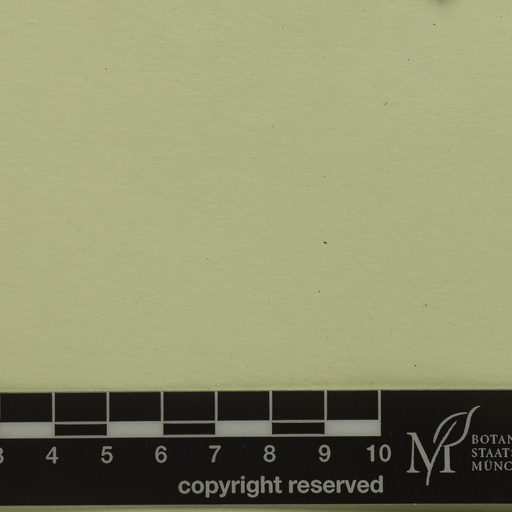 3 4 5 6 7 8 9 10
copyright reserved
M
BOTAN
STAATS
MÜNC